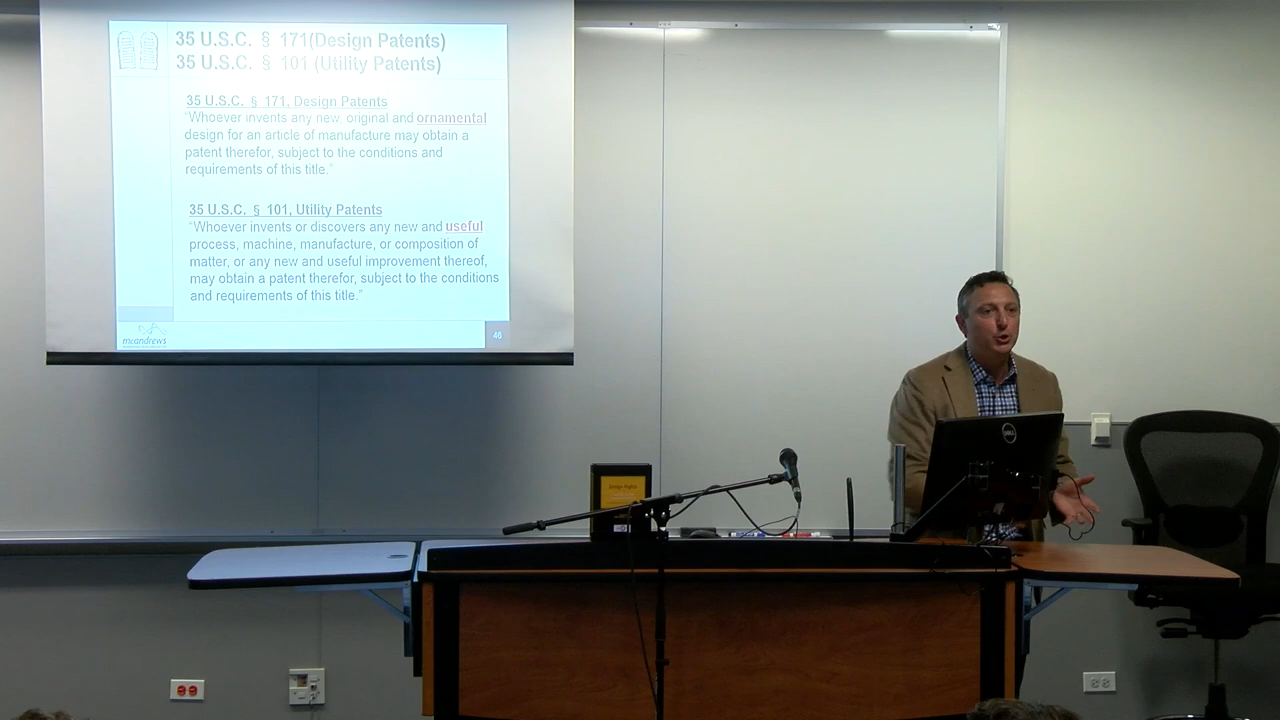 35 U.S.C. § 171(Design Patents)
35 U.S.C. § 101 (Utility Patents)
35 U.S.C. § 171, Design Patents
“Whoever invents any new, original and ornamental
design for an article of manufacture may obtain a
patent therefor, subject to the conditions and
requirements of this title.”
35 U.S.C. § 101, Utility Patents
“Whoever invents or discovers any new and useful
process, machine, manufacture, or composition of
matter, or any new and useful improvement thereof,
may obtain a patent therefor, subject to the conditions
and requirements of this title.”
mcandrews
46
DELL
Design Rights